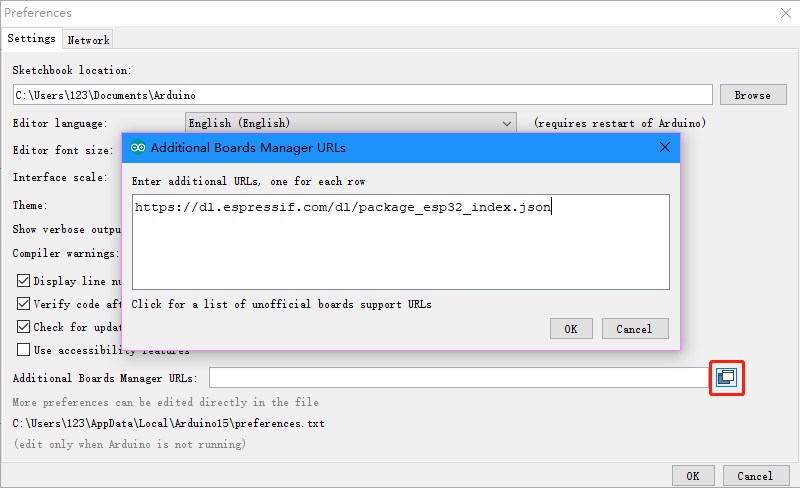 Preferences
Settings
Network
Sketchbook location:
C:\Users\123\Documents\Arduino
Browse
Editor language:
English (English)
(requires restart of Arduino)
Editor font size:
Additional Boards Manager URLs
Interface scale:
Enter additional URLs, one for each row
Theme:
https://dl.espressif.com/dl/package_esp32_index.json
Show verbose
Compiler warnings:
Display line
Verify code
Click for a list of unofficial boards support URLs
Check for
OK
Cancel
Use accessibility features
Additional Boards Manager URLs:
More preferences can be edited directly in the file
C:\Users\123\AppData\Local\Arduino15\preferences.txt
(edit only when Arduino is not running)
OK
Cancel